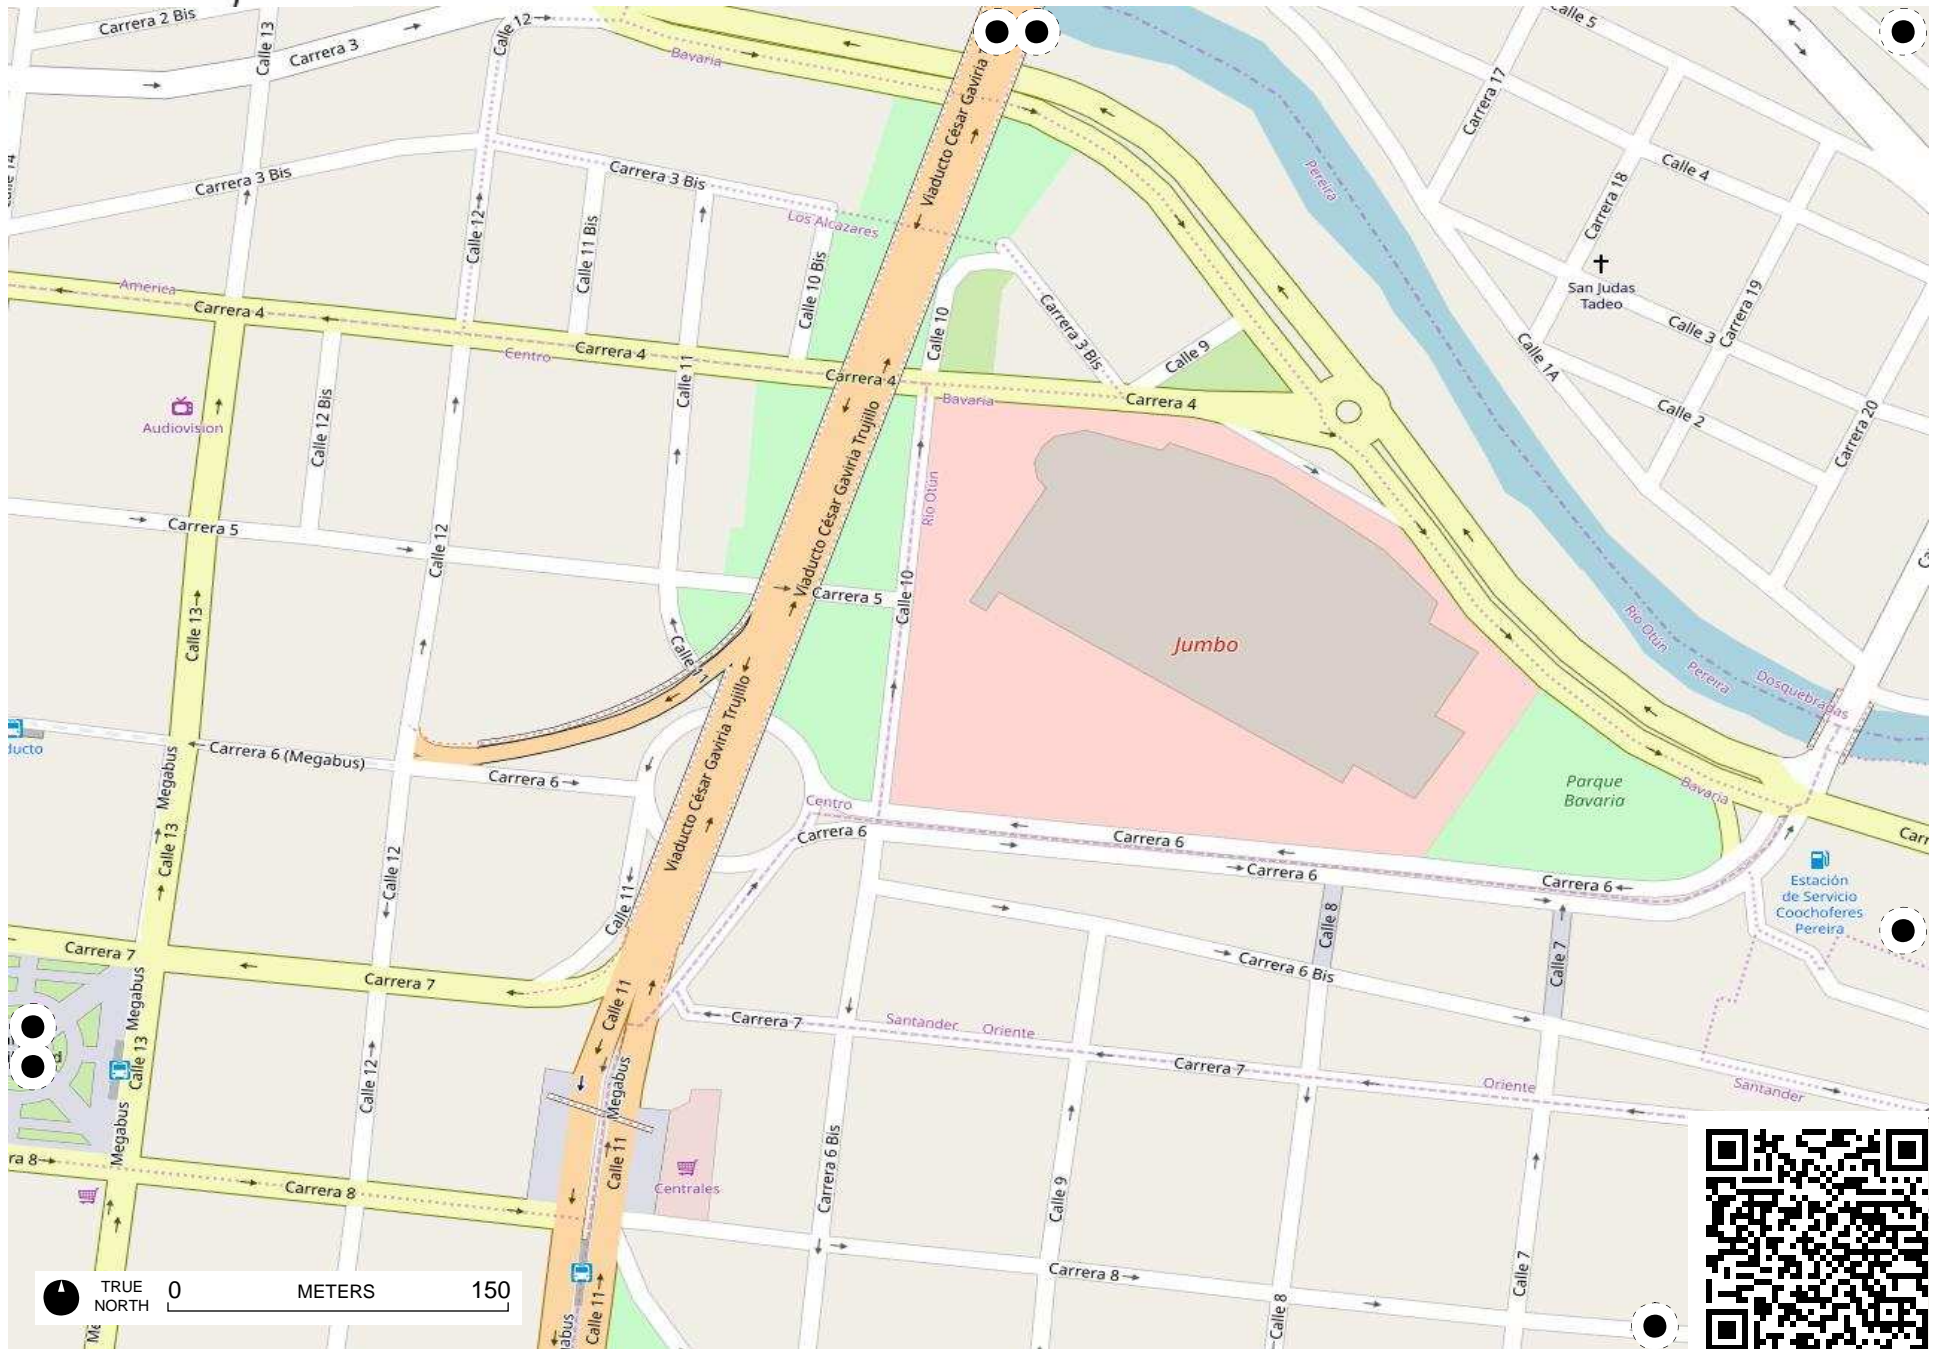 Carrera 2 Bis
Calle 13
Carrera 3
Calle 12
Bavaria
Viaducto César Gaviria
Calle 5
Carrera 17
Calle 4
Carrera 18
Pereira
Carrera 3 Bis
Carrera 3 Bis
Los Alcazares
Calle 12
Calle 11 Bis
Calle 10 Bis
Viaducto César Gaviria
San Judas
Tadeo
Carrera 19
Calle 3
America
Carrera 4
Centro
Carrera 4
Calle 10
Carrera 3 Bis
Calle 9
Calle 1A
Carrera 4
Calle 11
Bavaria
Carrera 4
Calle 2
Carrera 20
Audiovision
Calle 12 Bis
Viaducto César Gaviria Trujillo
Rio Otún
Carrera 5
Calle 12
Calle 10
Carrera 5
Calle 13
Jumbo
Rio Otún
Pereira
Dosquebradas
Viaducto César Gaviria Trujillo
Carrera 6 (Megabus)
Carrera 6
Megabus
Centro
Carrera 6
Carrera 6
Carrera 6
Carrera 6
Parque
Bavaria
Bavaria
Estación
de Servicio
Coochoferes
Pereira
Calle 13
Calle 12
Calle 11
Calle 8
Calle 7
Carrera 6 Bis
Carrera 7
Carrera 7
Calle 11
Carrera 7
Santander
Oriente
Carrera 7
Oriente
Santander
Megabus
Calle 13
Megabus
Calle 12
Megabus
Calle 11
Centrales
Carrera 6 Bis
Calle 9
Calle 7
Carrera 8
Carrera 8
Calle 8
Calle 11
TRUE
NORTH
0 METERS 150